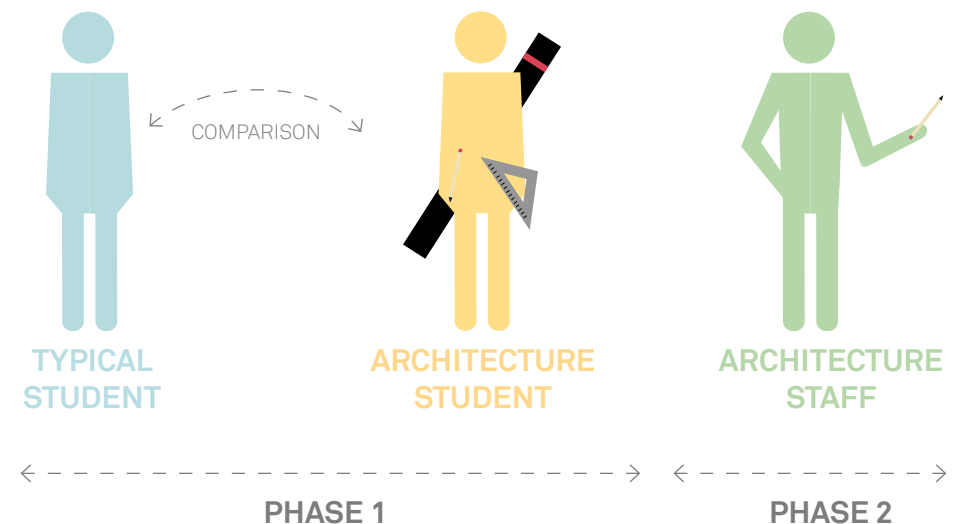 COMPARISON
TYPICAL
STUDENT
ARCHITECTURE
STUDENT
ARCHITECTURE
STAFF
PHASE 1
PHASE 2